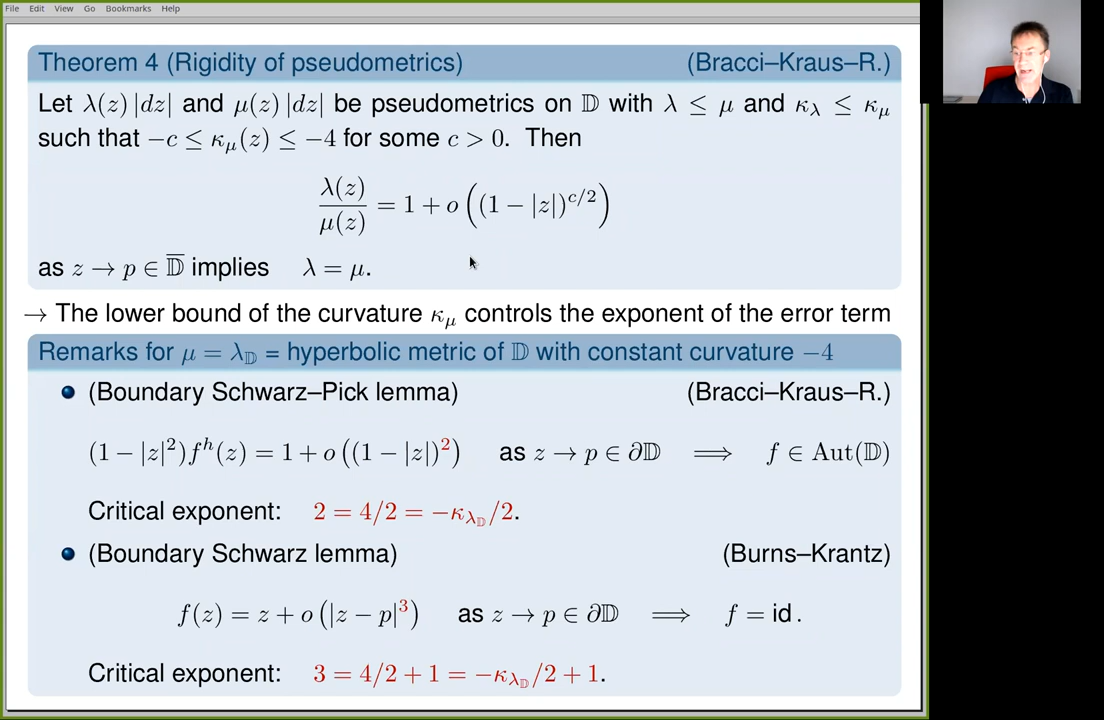 File Edit View Go Bookmarks Help
Theorem 4 (Rigidity of pseudometrics) (Bracci–Kraus–R.)
Let λ(z) |dz| and μ(z) |dz| be pseudometrics on 𝔻 with λ ≤ μ and κ_λ ≤ κ_μ
such that −c ≤ κ_μ(z) ≤ −4 for some c > 0. Then
λ(z)/μ(z) = 1 + o((1 − |z|)^{c/2})
as z → p ∈ \overline{𝔻} implies λ = μ.
→ The lower bound of the curvature κ_μ controls the exponent of the error term
Remarks for μ = λ_𝔻 = hyperbolic metric of 𝔻 with constant curvature −4
(Boundary Schwarz–Pick lemma) (Bracci–Kraus–R.)
(1 − |z|²)f^h(z) = 1 + o((1 − |z|)²) as z → p ∈ ∂𝔻 ⟹ f ∈ Aut(𝔻)
Critical exponent: 2 = 4/2 = −κ_{λ_𝔻}/2.
(Boundary Schwarz lemma) (Burns–Krantz)
f(z) = z + o(|z − p|³) as z → p ∈ ∂𝔻 ⟹ f = id.
Critical exponent: 3 = 4/2 + 1 = −κ_{λ_𝔻}/2 + 1.